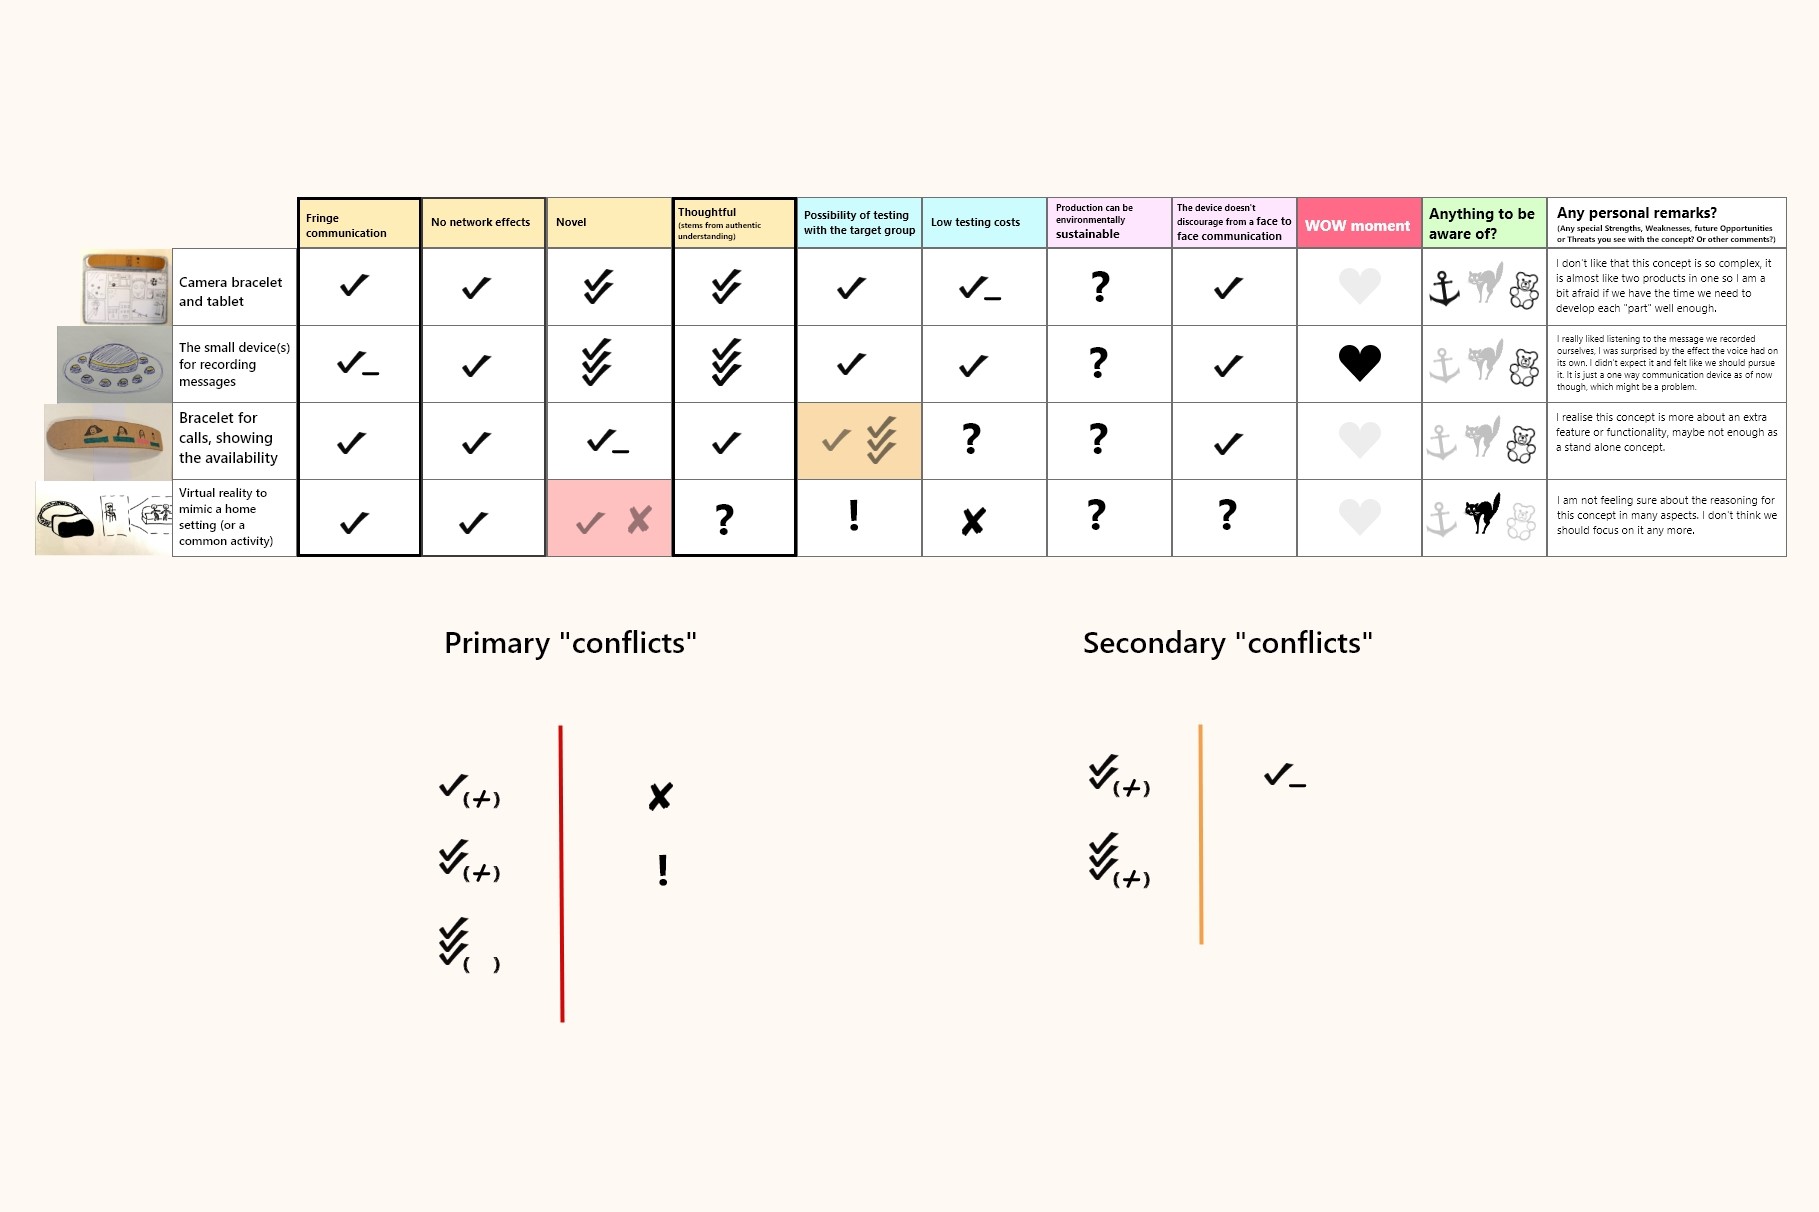 Fringe
communication
No network effects
Novel
Thoughtful
(stems from authentic
understanding)
Possibility of testing
with the target group
Low testing costs
Production can be
environmentally
sustainable
The device doesn't
discourage from a face to
face communication
WOW moment
Anything to be
aware of?
Any personal remarks?
(Any special Strengths, Weaknesses, future Opportunities
or Threats you see with the concept? Or other comments?)
Camera bracelet
and tablet
✓
✓
✓✓
✓✓
✓
✓_
?
✓
I don't like that this concept is so complex, it
is almost like two products in one so I am a
bit afraid if we have the time we need to
develop each "part" well enough.
The small device(s)
for recording
messages
✓_
✓
✓✓✓
✓✓✓
✓
✓
?
✓
I really liked listening to the message we recorded
ourselves, I was surprised by the effect the voice had on
its own. I didn't expect it and felt like we should pursue
it. It is just a one way communication device as of now
though, which might be a problem.
Bracelet for
calls, showing
the availability
✓
✓
✓_
✓
✓ ✓✓✓
?
?
✓
I realise this concept is more about an extra
feature or functionality, maybe not enough as
a stand alone concept.
Virtual reality to
mimic a home
setting (or a
common activity)
✓
✓
✓ ✘
?
!
✘
?
?
I am not feeling sure about the reasoning for
this concept in many aspects. I don't think we
should focus on it any more.
Primary "conflicts"
✓(+/-)
✘
✓✓(+/-)
!
✓✓✓( )
Secondary "conflicts"
✓✓(+/-)
✓_
✓✓✓(+/-)